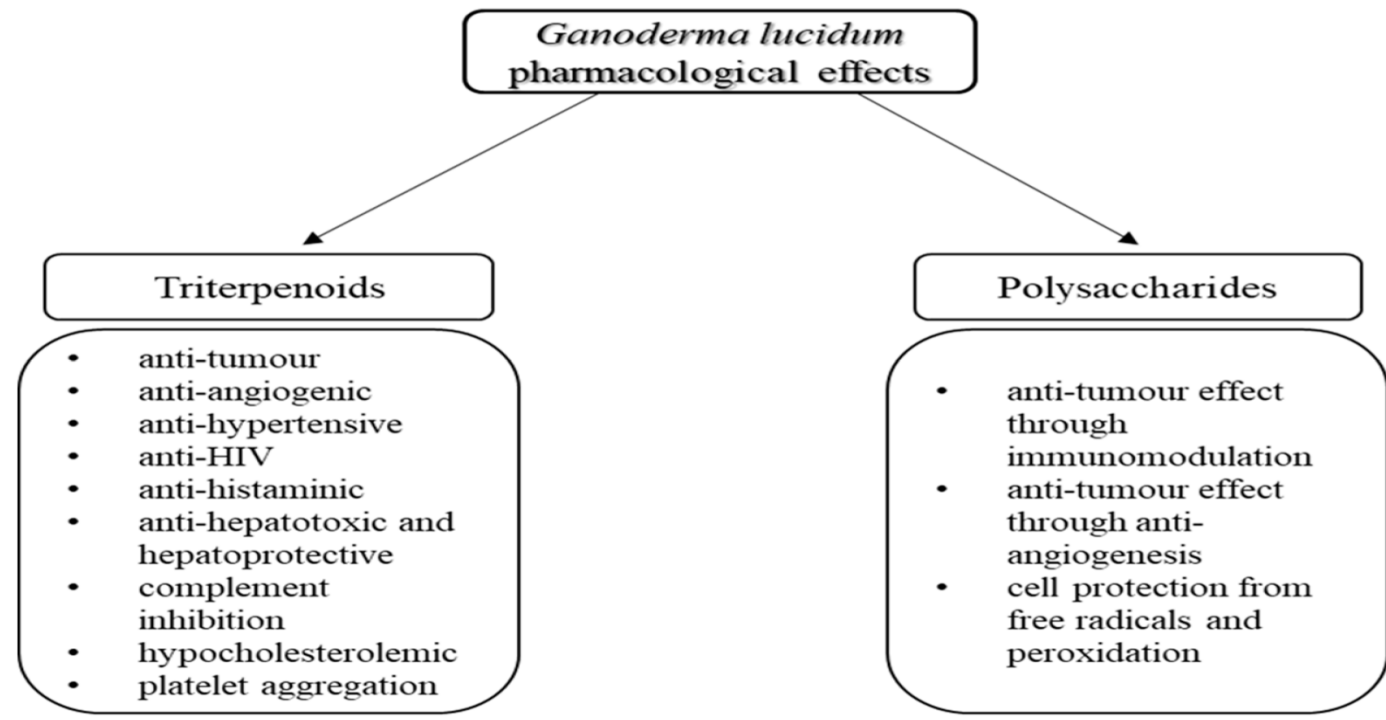 Ganoderma lucidum
pharmacological effects
Triterpenoids
• anti-tumour
• anti-angiogenic
• anti-hypertensive
• anti-HIV
• anti-histaminic
• anti-hepatotoxic and
hepatoprotective
• complement
inhibition
• hypocholesterolemic
• platelet aggregation
Polysaccharides
• anti-tumour effect
through
immunomodulation
• anti-tumour effect
through anti-
angiogenesis
• cell protection from
free radicals and
peroxidation